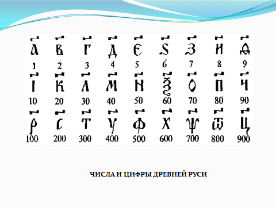 А В Г Д Є Ѕ З И Ѳ
1 2 3 4 5 6 7 8 9
І К Л М Н Ѯ О П Ч
10 20 30 40 50 60 70 80 90
Р С Т У Ф Х Ѱ Ѿ Ц
100 200 300 400 500 600 700 800 900
ЧИСЛА И ЦИФРЫ ДРЕВНЕЙ РУСИ